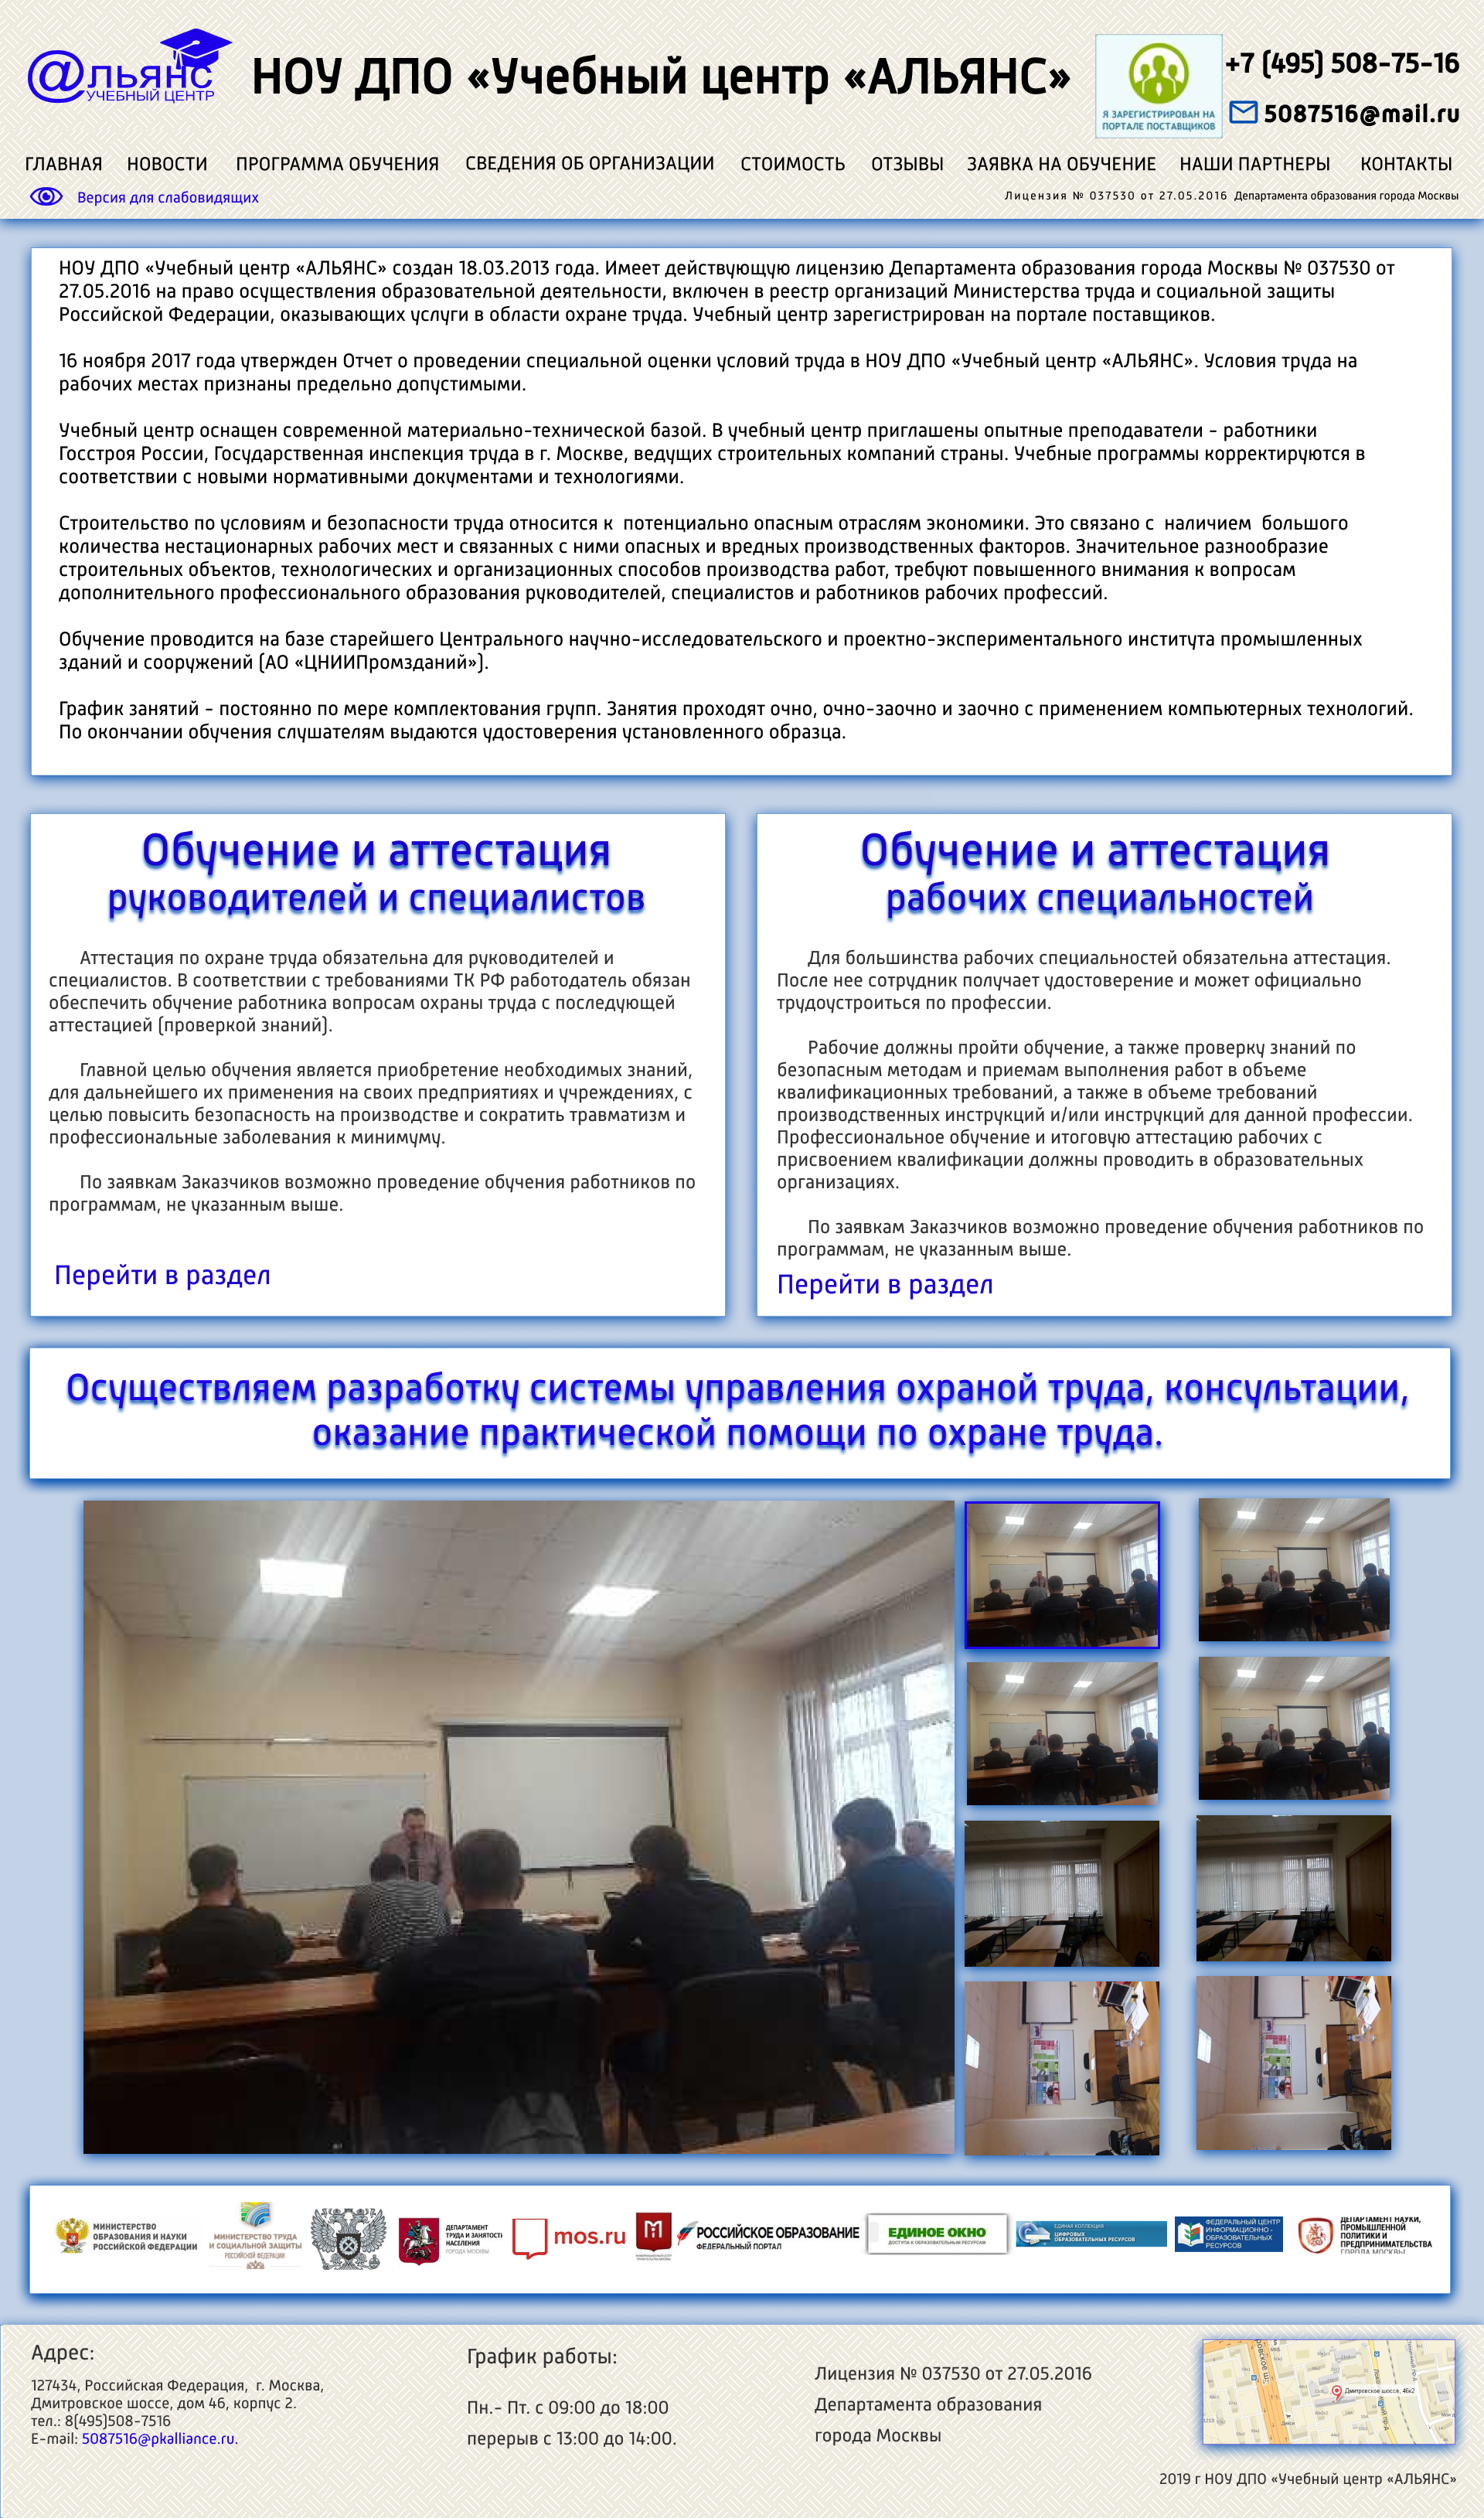 @льянс
УЧЕБНЫЙ ЦЕНТР
НОУ ДПО «Учебный центр «АЛЬЯНС»
Я ЗАРЕГИСТРИРОВАН НА
ПОРТАЛЕ ПОСТАВЩИКОВ
+7 (495) 508-75-16
5087516@mail.ru
ГЛАВНАЯ НОВОСТИ ПРОГРАММА ОБУЧЕНИЯ СВЕДЕНИЯ ОБ ОРГАНИЗАЦИИ СТОИМОСТЬ ОТЗЫВЫ ЗАЯВКА НА ОБУЧЕНИЕ НАШИ ПАРТНЕРЫ КОНТАКТЫ
Версия для слабовидящих
Лицензия № 037530 от 27.05.2016 Департамента образования города Москвы
НОУ ДПО «Учебный центр «АЛЬЯНС» создан 18.03.2013 года. Имеет действующую лицензию Департамента образования города Москвы № 037530 от
27.05.2016 на право осуществления образовательной деятельности, включен в реестр организаций Министерства труда и социальной защиты
Российской Федерации, оказывающих услуги в области охране труда. Учебный центр зарегистрирован на портале поставщиков.
16 ноября 2017 года утвержден Отчет о проведении специальной оценки условий труда в НОУ ДПО «Учебный центр «АЛЬЯНС». Условия труда на
рабочих местах признаны предельно допустимыми.
Учебный центр оснащен современной материально-технической базой. В учебный центр приглашены опытные преподаватели - работники
Госстроя России, Государственная инспекция труда в г. Москве, ведущих строительных компаний страны. Учебные программы корректируются в
соответствии с новыми нормативными документами и технологиями.
Строительство по условиям и безопасности труда относится к потенциально опасным отраслям экономики. Это связано с наличием большого
количества нестационарных рабочих мест и связанных с ними опасных и вредных производственных факторов. Значительное разнообразие
строительных объектов, технологических и организационных способов производства работ, требуют повышенного внимания к вопросам
дополнительного профессионального образования руководителей, специалистов и работников рабочих профессий.
Обучение проводится на базе старейшего Центрального научно-исследовательского и проектно-экспериментального института промышленных
зданий и сооружений (АО «ЦНИИПромзданий»).
График занятий - постоянно по мере комплектования групп. Занятия проходят очно, очно-заочно и заочно с применением компьютерных технологий.
По окончании обучения слушателям выдаются удостоверения установленного образца.
Обучение и аттестация
руководителей и специалистов
Аттестация по охране труда обязательна для руководителей и
специалистов. В соответствии с требованиями ТК РФ работодатель обязан
обеспечить обучение работника вопросам охраны труда с последующей
аттестацией (проверкой знаний).
Главной целью обучения является приобретение необходимых знаний,
для дальнейшего их применения на своих предприятиях и учреждениях, с
целью повысить безопасность на производстве и сократить травматизм и
профессиональные заболевания к минимуму.
По заявкам Заказчиков возможно проведение обучения работников по
программам, не указанным выше.
Перейти в раздел
Обучение и аттестация
рабочих специальностей
Для большинства рабочих специальностей обязательна аттестация.
После нее сотрудник получает удостоверение и может официально
трудоустроиться по профессии.
Рабочие должны пройти обучение, а также проверку знаний по
безопасным методам и приемам выполнения работ в объеме
квалификационных требований, а также в объеме требований
производственных инструкций и/или инструкций для данной профессии.
Профессиональное обучение и итоговую аттестацию рабочих с
присвоением квалификации должны проводить в образовательных
организациях.
По заявкам Заказчиков возможно проведение обучения работников по
программам, не указанным выше.
Перейти в раздел
Осуществляем разработку системы управления охраной труда, консультации,
оказание практической помощи по охране труда.
МИНИСТЕРСТВО
ОБРАЗОВАНИЯ И НАУКИ
РОССИЙСКОЙ ФЕДЕРАЦИИ
МИНИСТЕРСТВО ТРУДА
И СОЦИАЛЬНОЙ ЗАЩИТЫ
РОССИЙСКОЙ ФЕДЕРАЦИИ
ДЕПАРТАМЕНТ
ТРУДА И ЗАНЯТОСТИ
НАСЕЛЕНИЯ
ГОРОДА МОСКВЫ
mos.ru
РОССИЙСКОЕ ОБРАЗОВАНИЕ
ФЕДЕРАЛЬНЫЙ ПОРТАЛ
ЕДИНОЕ ОКНО
ДОСТУПА К ОБРАЗОВАТЕЛЬНЫМ РЕСУРСАМ
ЕДИНАЯ КОЛЛЕКЦИЯ
ЦИФРОВЫХ
ОБРАЗОВАТЕЛЬНЫХ РЕСУРСОВ
ФЕДЕРАЛЬНЫЙ ЦЕНТР
ИНФОРМАЦИОННО -
ОБРАЗОВАТЕЛЬНЫХ
РЕСУРСОВ
ДЕПАРТАМЕНТ НАУКИ,
ПРОМЫШЛЕННОЙ
ПОЛИТИКИ И
ПРЕДПРИНИМАТЕЛЬСТВА
ГОРОДА МОСКВЫ
Адрес:
127434, Российская Федерация, г. Москва,
Дмитровское шоссе, дом 46, корпус 2.
тел.: 8(495)508-7516
E-mail: 5087516@pkalliance.ru.
График работы:
Пн.- Пт. с 09:00 до 18:00
перерыв с 13:00 до 14:00.
Лицензия № 037530 от 27.05.2016
Департамента образования
города Москвы
Дмитровское шоссе, 46к2
2019 г НОУ ДПО «Учебный центр «АЛЬЯНС»